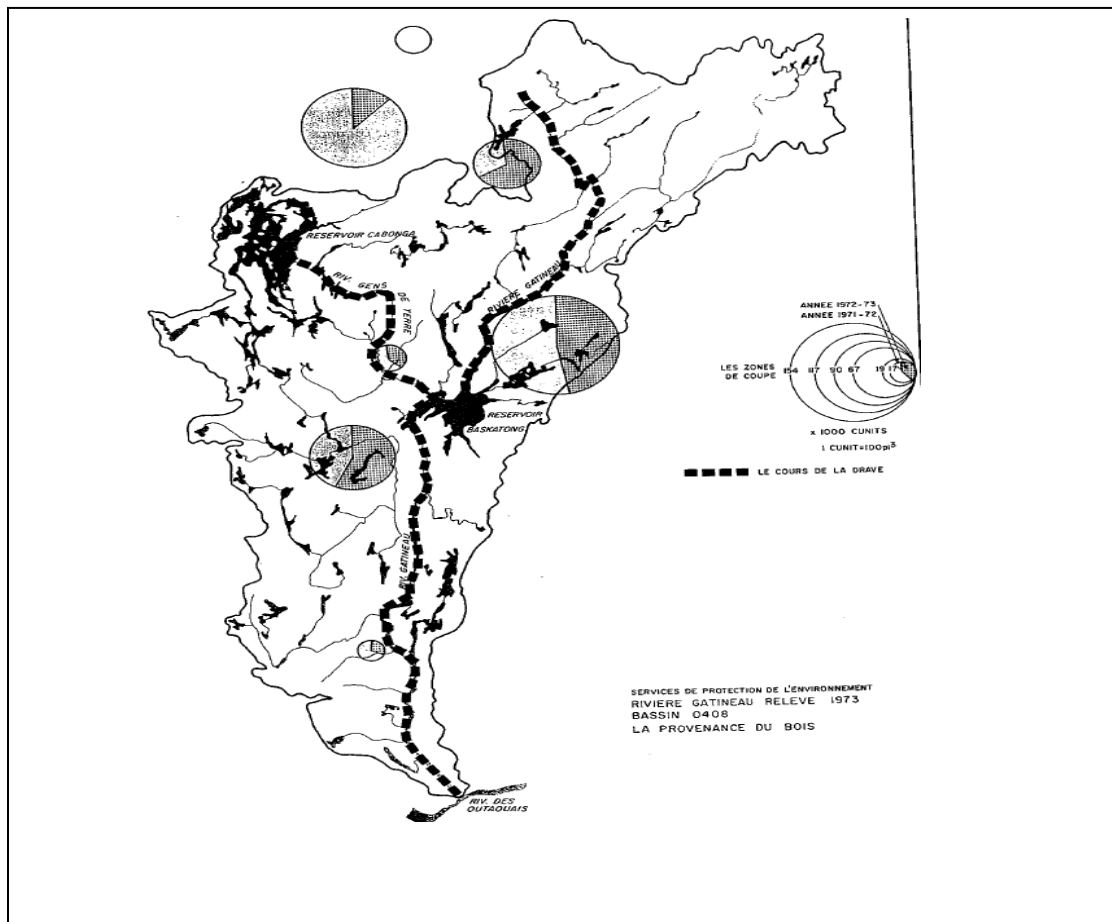 RESERVOIR CABONGA
RIV. GENS
DE TERRE
RIVIERE GATINEAU
ANNEE 1972-73
ANNEE 1971-72
LES ZONES
DE COUPE
154 117 90 67 19 17
RESERVOIR
BASKATONG
x 1000 CUNITS
1 CUNIT=100pi3
LE COURS DE LA DRAVE
RIV. GATINEAU
SERVICES DE PROTECTION DE L'ENVIRONNEMENT
RIVIERE GATINEAU RELEVE 1973
BASSIN 0408
LA PROVENANCE DU BOIS
RIV. DES
OUTAOUAIS